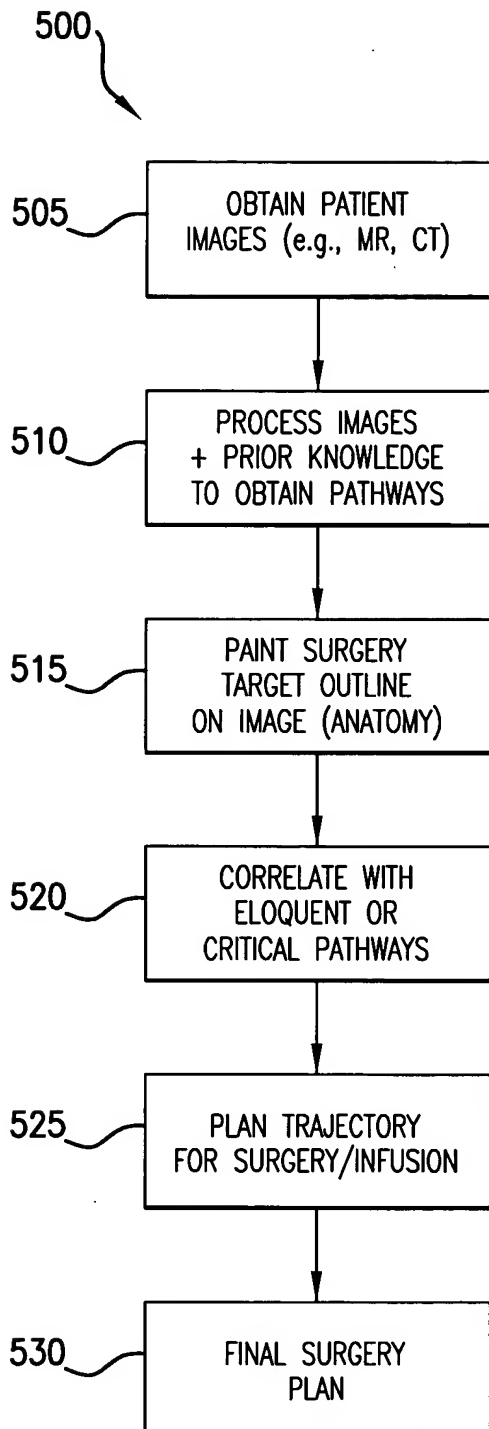 500
505
OBTAIN PATIENT
IMAGES (e.g., MR, CT)
510
PROCESS IMAGES
+ PRIOR KNOWLEDGE
TO OBTAIN PATHWAYS
515
PAINT SURGERY
TARGET OUTLINE
ON IMAGE (ANATOMY)
520
CORRELATE WITH
ELOQUENT OR
CRITICAL PATHWAYS
525
PLAN TRAJECTORY
FOR SURGERY/INFUSION
530
FINAL SURGERY
PLAN